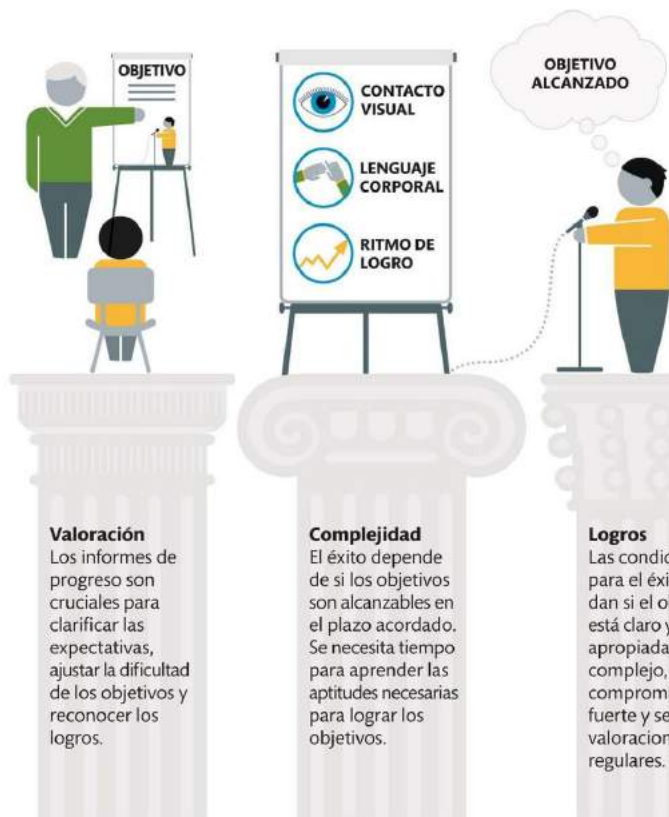 OBJETIVO
CONTACTO
VISUAL
LENGUAJE
CORPORAL
RITMO DE
LOGRO
OBJETIVO
ALCANZADO
Valoración
Los informes de
progreso son
cruciales para
clarificar las
expectativas,
ajustar la dificultad
de los objetivos y
reconocer los
logros.
Complejidad
El éxito depende
de si los objetivos
son alcanzables en
el plazo acordado.
Se necesita tiempo
para aprender las
aptitudes necesarias
para lograr los
objetivos.
Logros
Las
para el
dan si el
está claro
complejo,
fuerte y
regulares.